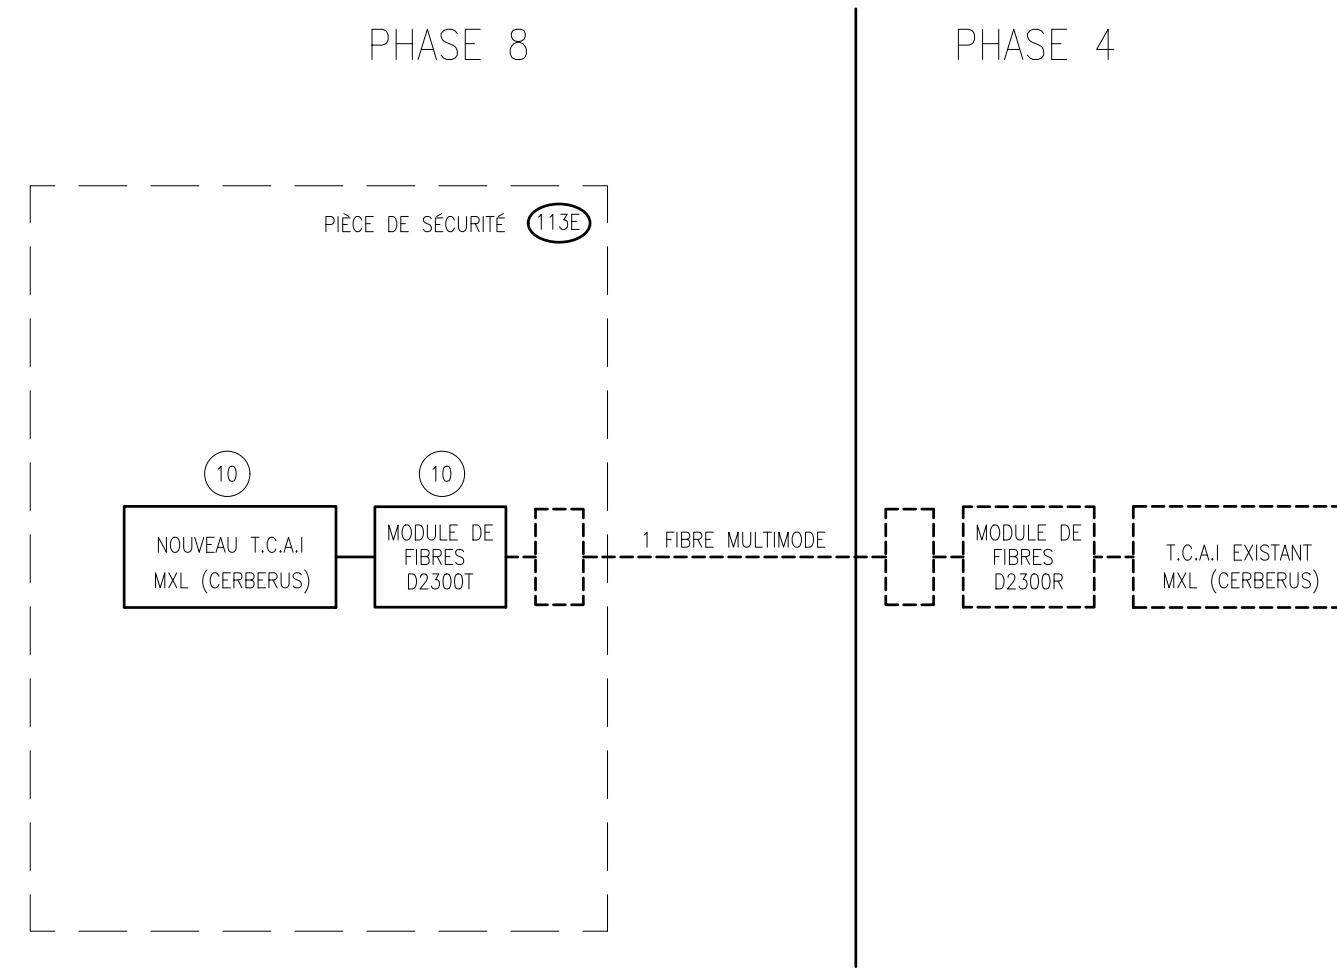 PHASE 8
PHASE 4
PIÈCE DE SÉCURITÉ 113E
10
10
NOUVEAU T.C.A.I
MXL (CERBERUS)
MODULE DE
FIBRES
D2300T
1 FIBRE MULTIMODE
MODULE DE
FIBRES
D2300R
T.C.A.I EXISTANT
MXL (CERBERUS)